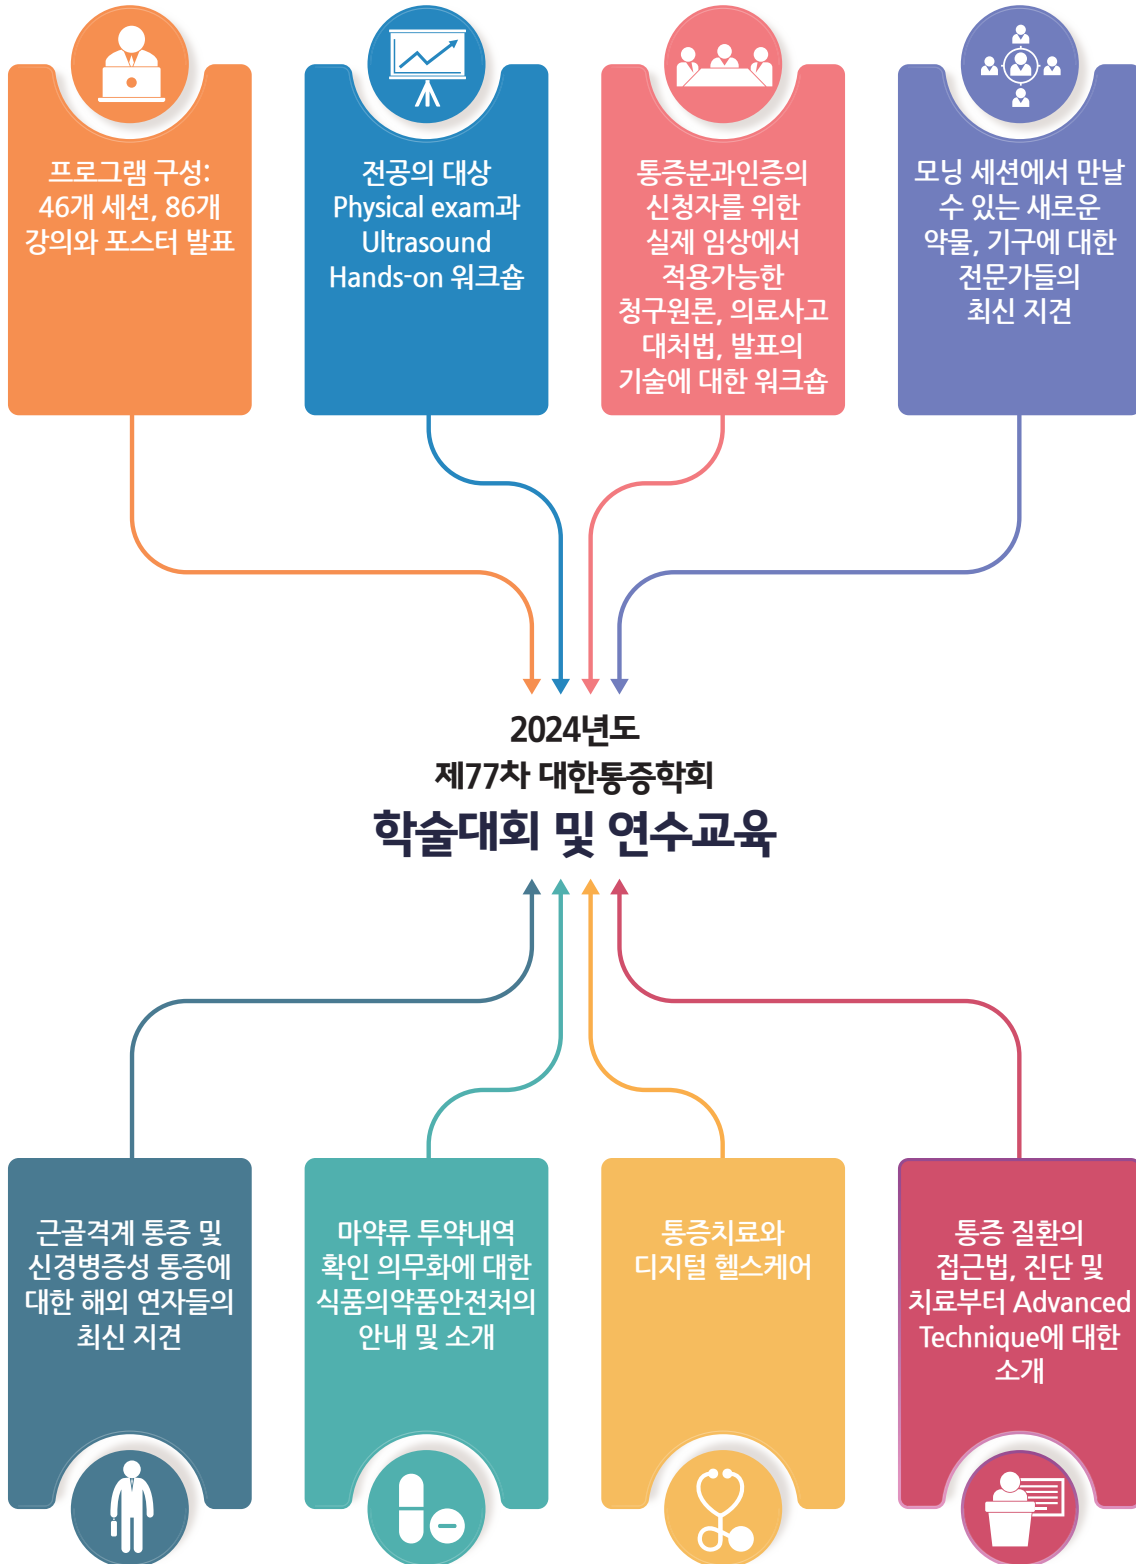 프로그램 구성:
46개 세션, 86개
강의와 포스터 발표
전공의 대상
Physical exam과
Ultrasound
Hands-on 워크숍
통증분과인증의
신청자를 위한
실제 임상에서
적용가능한
청구원론, 의료사고
대처법, 발표의
기술에 대한 워크숍
모닝 세션에서 만날
수 있는 새로운
약물, 기구에 대한
전문가들의
최신 지견
2024년도
제77차 대한통증학회
학술대회 및 연수교육
근골격계 통증 및
신경병증성 통증에
대한 해외 연자들의
최신 지견
마약류 투약내역
확인 의무화에 대한
식품의약품안전처의
안내 및 소개
통증치료와
디지털 헬스케어
통증 질환의
접근법, 진단 및
치료부터 Advanced
Technique에 대한
소개